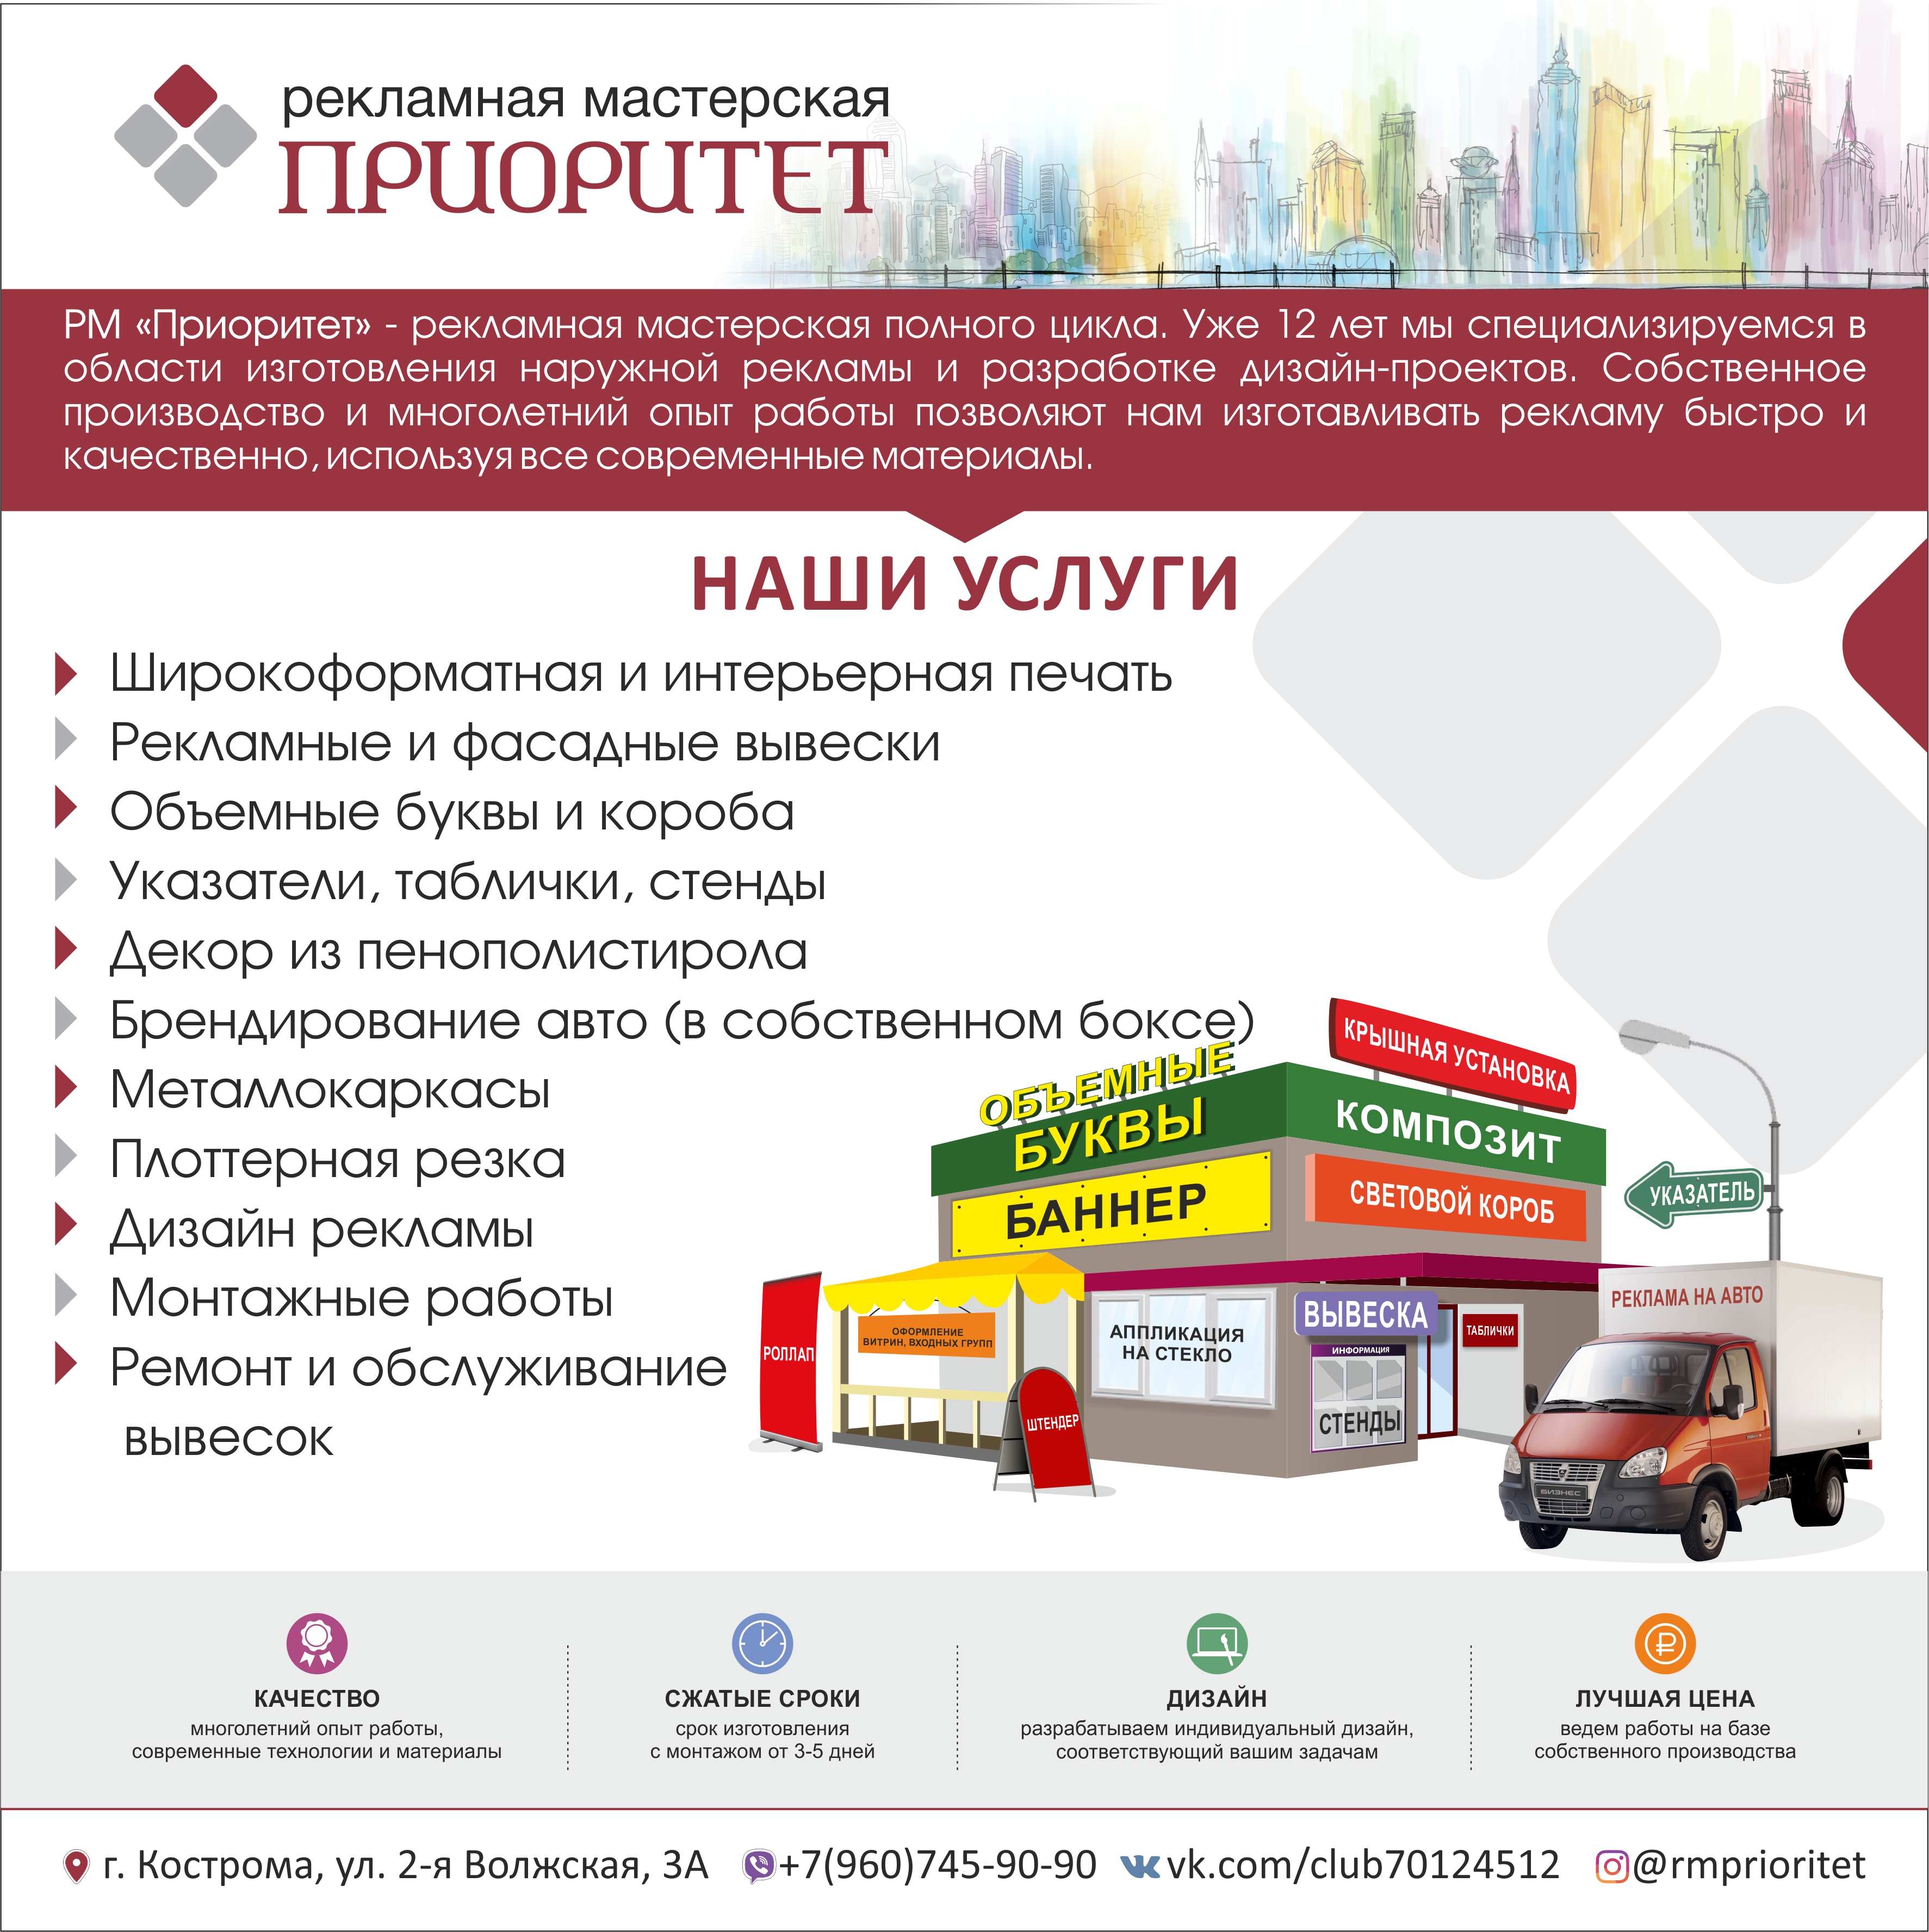 рекламная мастерская
ПРИОРИТЕТ
РМ «Приоритет» - рекламная мастерская полного цикла. Уже 12 лет мы специализируемся в
области изготовления наружной рекламы и разработке дизайн-проектов. Собственное
производство и многолетний опыт работы позволяют нам изготавливать рекламу быстро и
качественно, используя все современные материалы.
НАШИ УСЛУГИ
Широкоформатная и интерьерная печать
Рекламные и фасадные вывески
Объемные буквы и короба
Указатели, таблички, стенды
Декор из пенополистирола
Брендирование авто (в собственном боксе)
Металлокаркасы
Плоттерная резка
Дизайн рекламы
Монтажные работы
Ремонт и обслуживание
вывесок
КРЫШНАЯ УСТАНОВКА
ОБЪЕМНЫЕ
БУКВЫ
КОМПОЗИТ
БАННЕР
СВЕТОВОЙ КОРОБ
УКАЗАТЕЛЬ
РОЛЛАП
ОФОРМЛЕНИЕ
ВИТРИН, ВХОДНЫХ ГРУПП
ШТЕНДЕР
АППЛИКАЦИЯ
НА СТЕКЛО
ВЫВЕСКА
ИНФОРМАЦИЯ
СТЕНДЫ
ТАБЛИЧКИ
РЕКЛАМА НА АВТО
БИЗНЕС
КАЧЕСТВО
многолетний опыт работы,
современные технологии и материалы
СЖАТЫЕ СРОКИ
срок изготовления
с монтажом от 3-5 дней
ДИЗАЙН
разрабатываем индивидуальный дизайн,
соответствующий вашим задачам
ЛУЧШАЯ ЦЕНА
ведем работы на базе
собственного производства
г. Кострома, ул. 2-я Волжская, 3А +7(960)745-90-90 vk.com/club70124512 @rmprioritet